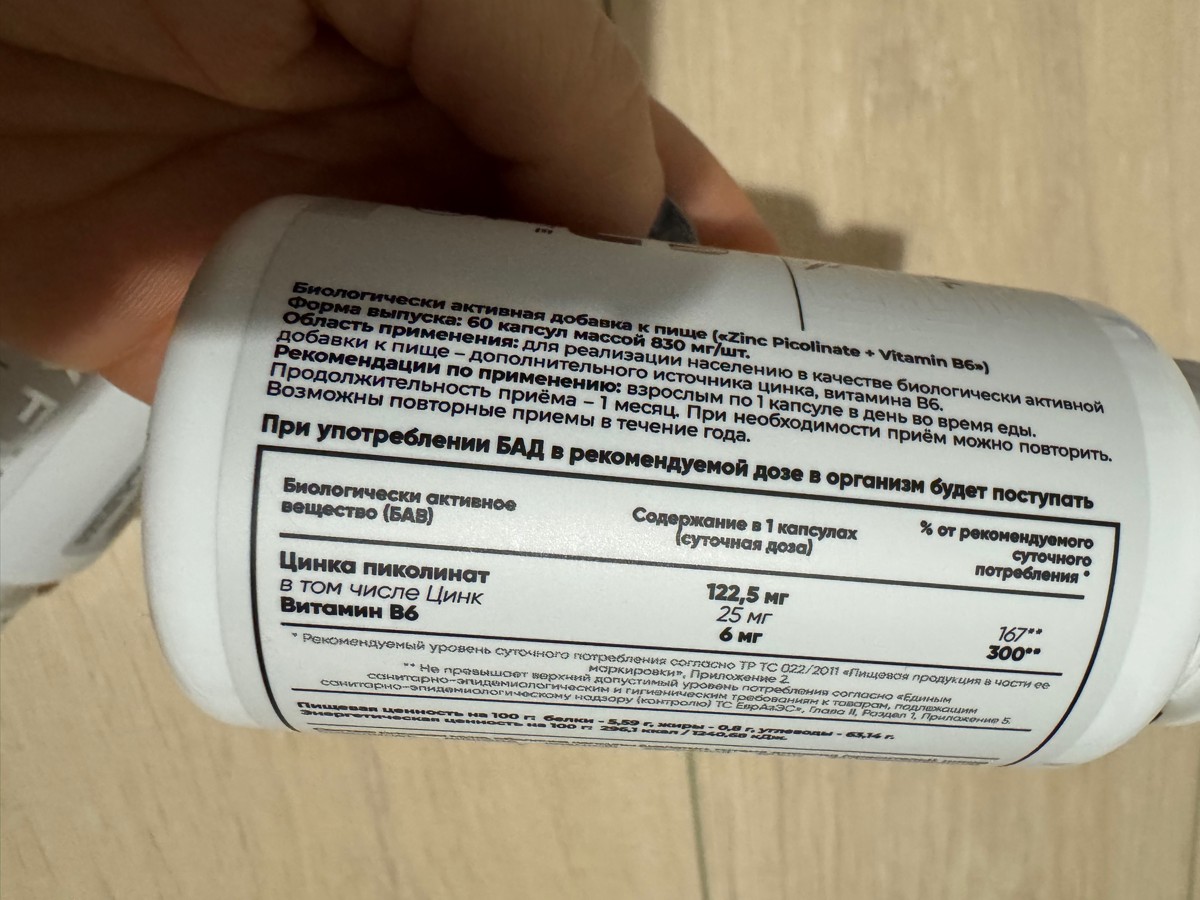 Биологически активная добавка к пище («Zinc Picolinate + Vitamin B6»)
Форма выпуска: 60 капсул массой 830 мг/шт.
Область применения: для реализации населению в качестве биологически активной
добавки к пище – дополнительного источника цинка, витамина B6.
Рекомендации по применению: взрослым по 1 капсуле в день во время еды.
Продолжительность приёма – 1 месяц. При необходимости приём можно повторить.
Возможны повторные приемы в течение года.
При употреблении БАД в рекомендуемой дозе в организм будет поступать
Биологически активное вещество (БАВ) Содержание в 1 капсулах (суточная доза) % от рекомендуемого суточного потребления *
Цинка пиколинат 122,5 мг
в том числе Цинк 25 мг 167**
Витамин B6 6 мг 300**
* Рекомендуемый уровень суточного потребления согласно ТР ТС 022/2011 «Пищевая продукция в части ее
маркировки», Приложение 2.
** Не превышает верхний допустимый уровень потребления согласно «Единым
санитарно-эпидемиологическим и гигиеническим требованиям к товарам, подлежащим
санитарно-эпидемиологическому надзору (контролю) ТС ЕврАзЭС», Глава II, Раздел 1, Приложение 5.
Пищевая ценность на 100 г: белки - 5,59 г, жиры - 0,8 г, углеводы - 63,14 г.
Энергетическая ценность на 100 г: 296,1 ккал / 1240,68 кДж.